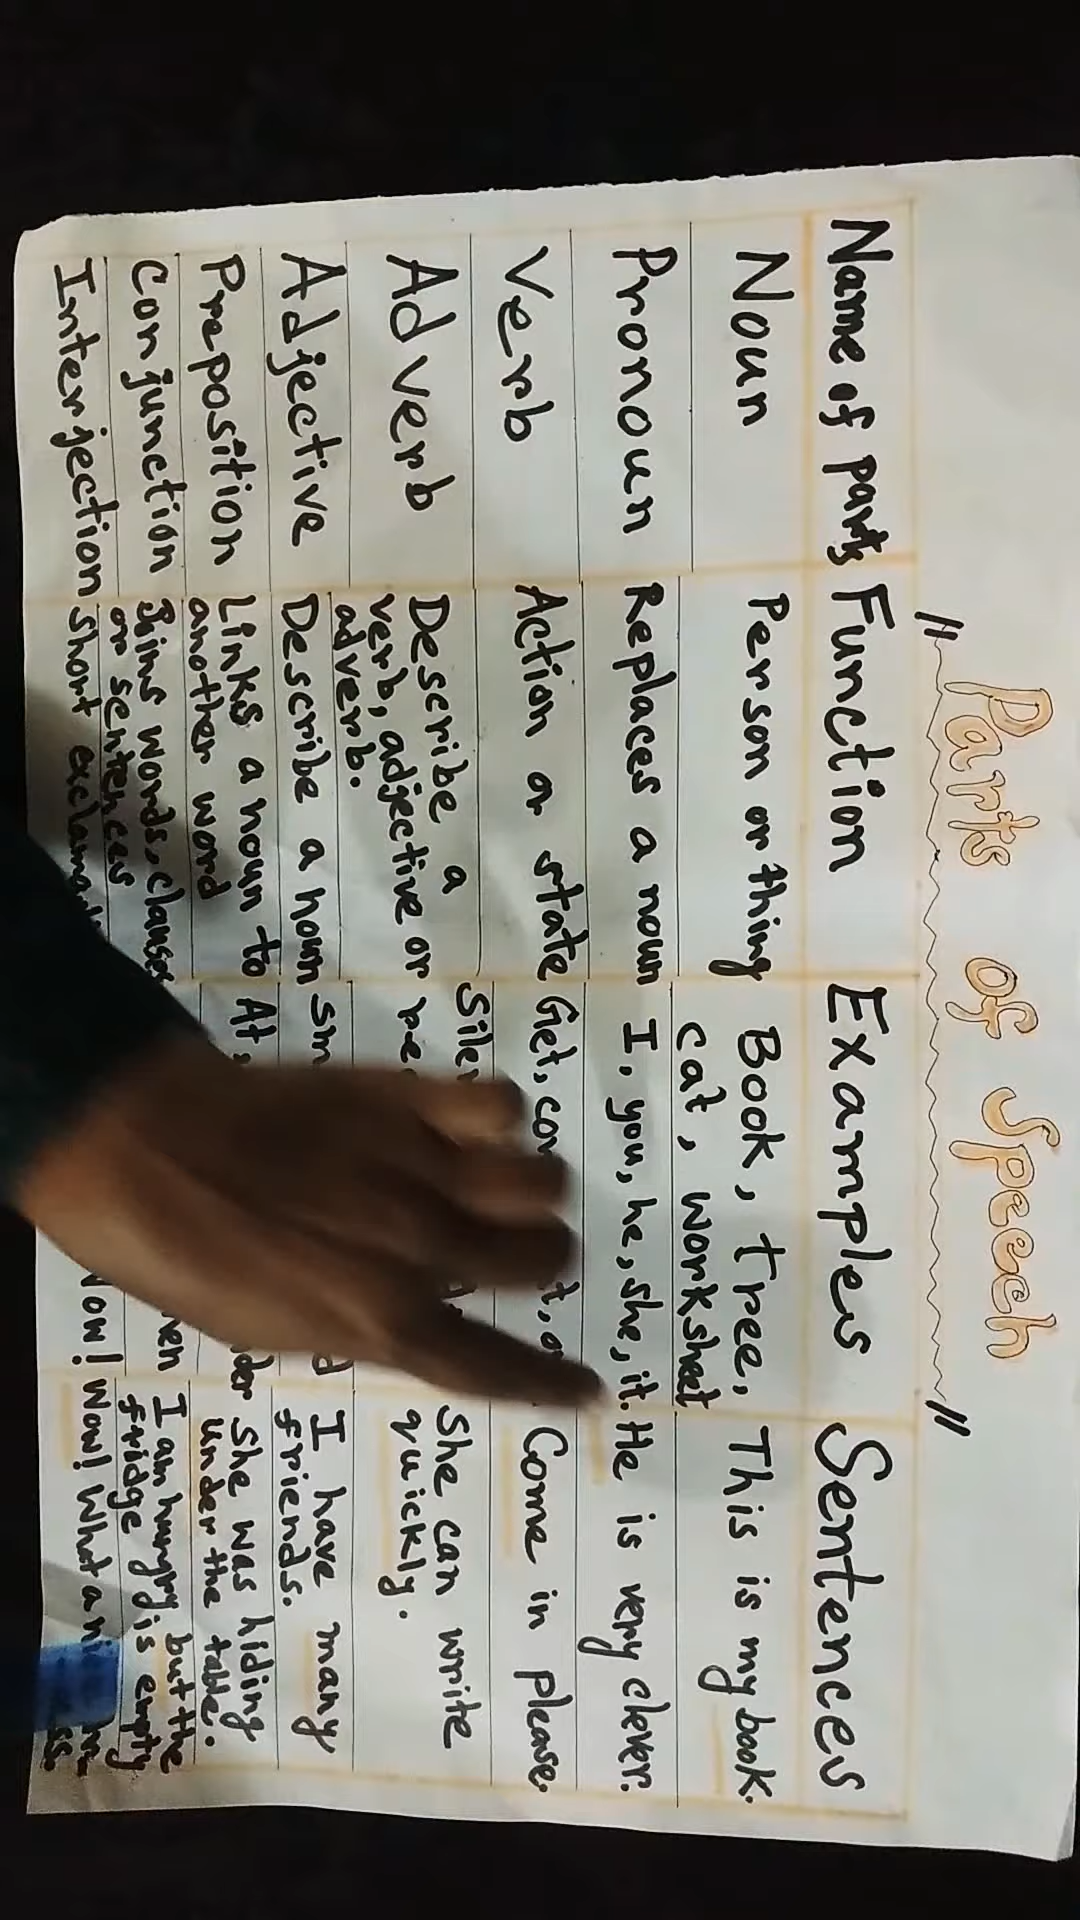 "Parts of Speech"
Name of parts Function Examples Sentences
Noun Person or thing Book, tree, This is my book.
cat, worksheet
Pronoun Replaces a noun I, you, he, she, it. He is very clever.
Verb Action or state Get, Come in please.
Adverb Describe a She can write
verb, adjective or quickly.
adverb.
Adjective Describe a noun I have many
friends.
Preposition Links a noun to At, She was hiding
another word under the table.
Conjunction Joins words, clauses I am hungry but the
or sentences fridge is empty
Interjection Short Wow! Wow! What a